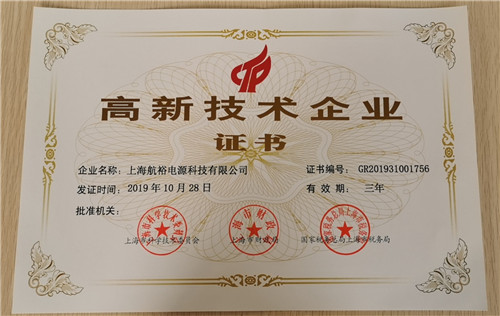 高新技术企业
证书
企业名称：上海航裕电源科技有限公司 证书编号：GR201931001756
发证时间：2019年10月28日 有效期：三年
批准机关：
上海市科学技术委员会 上海市财政局 国家税务总局上海市税务局